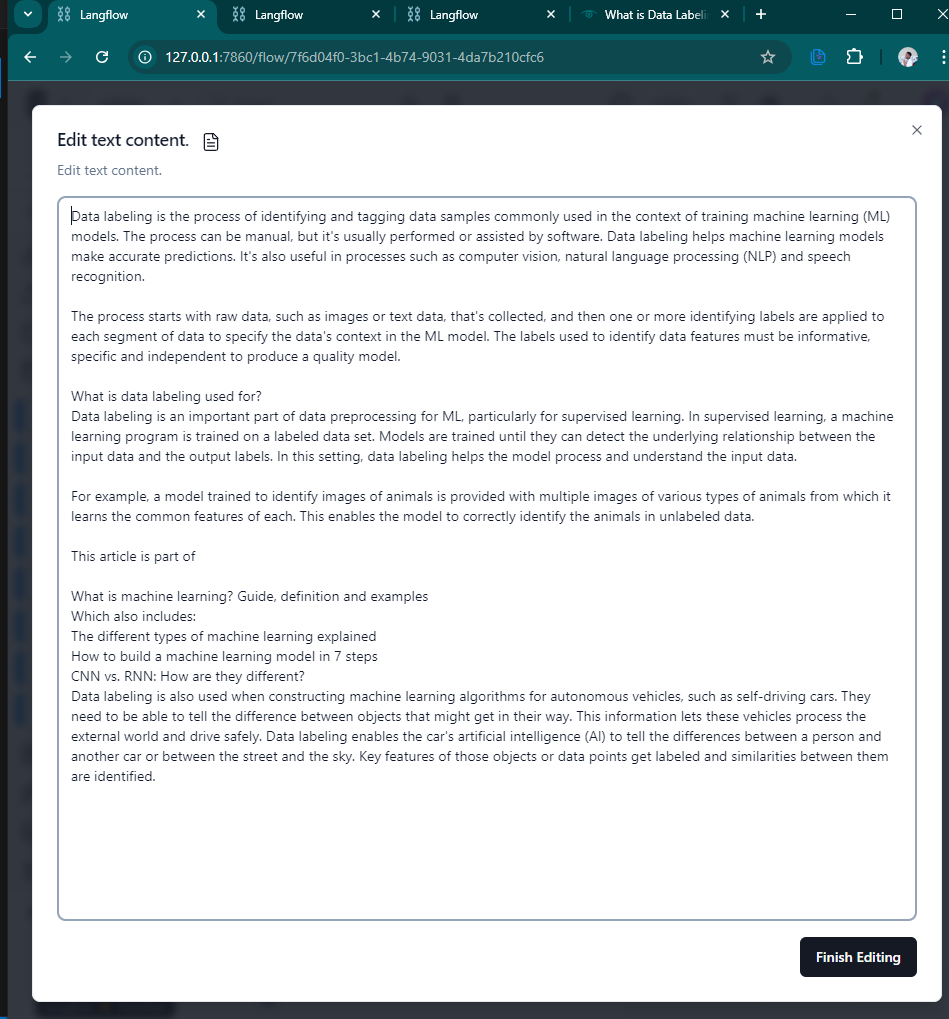 Langflow
Langflow
Langflow
What is Data Labeli
127.0.0.1:7860/flow/7f6d04f0-3bc1-4b74-9031-4da7b210cfc6
Edit text content.
Edit text content.
Data labeling is the process of identifying and tagging data samples commonly used in the context of training machine learning (ML)
models. The process can be manual, but it's usually performed or assisted by software. Data labeling helps machine learning models
make accurate predictions. It's also useful in processes such as computer vision, natural language processing (NLP) and speech
recognition.
The process starts with raw data, such as images or text data, that's collected, and then one or more identifying labels are applied to
each segment of data to specify the data's context in the ML model. The labels used to identify data features must be informative,
specific and independent to produce a quality model.
What is data labeling used for?
Data labeling is an important part of data preprocessing for ML, particularly for supervised learning. In supervised learning, a machine
learning program is trained on a labeled data set. Models are trained until they can detect the underlying relationship between the
input data and the output labels. In this setting, data labeling helps the model process and understand the input data.
For example, a model trained to identify images of animals is provided with multiple images of various types of animals from which it
learns the common features of each. This enables the model to correctly identify the animals in unlabeled data.
This article is part of
What is machine learning? Guide, definition and examples
Which also includes:
The different types of machine learning explained
How to build a machine learning model in 7 steps
CNN vs. RNN: How are they different?
Data labeling is also used when constructing machine learning algorithms for autonomous vehicles, such as self-driving cars. They
need to be able to tell the difference between objects that might get in their way. This information lets these vehicles process the
external world and drive safely. Data labeling enables the car's artificial intelligence (AI) to tell the differences between a person and
another car or between the street and the sky. Key features of those objects or data points get labeled and similarities between them
are identified.
Finish Editing